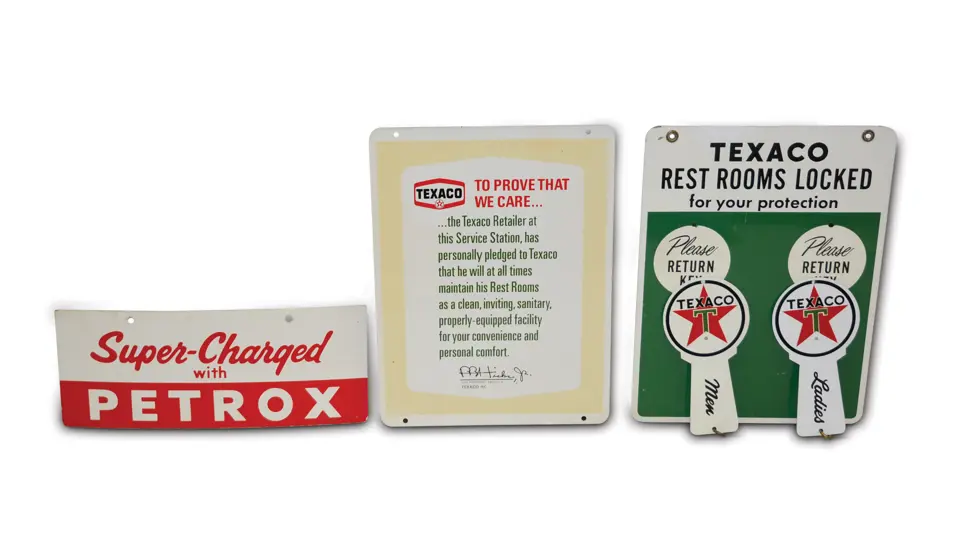 Super-Charged
with
PETROX
TEXACO
TO PROVE THAT
WE CARE...
...the Texaco Retailer at
this Service Station, has
personally pledged to Texaco
that he will at all times
maintain his Rest Rooms
as a clean, inviting, sanitary,
properly-equipped facility
for your convenience and
personal comfort.
TEXACO
REST ROOMS LOCKED
for your protection
Please
RETURN
KEY
TEXACO
T
Men
Please
RETURN
KEY
TEXACO
T
Ladies